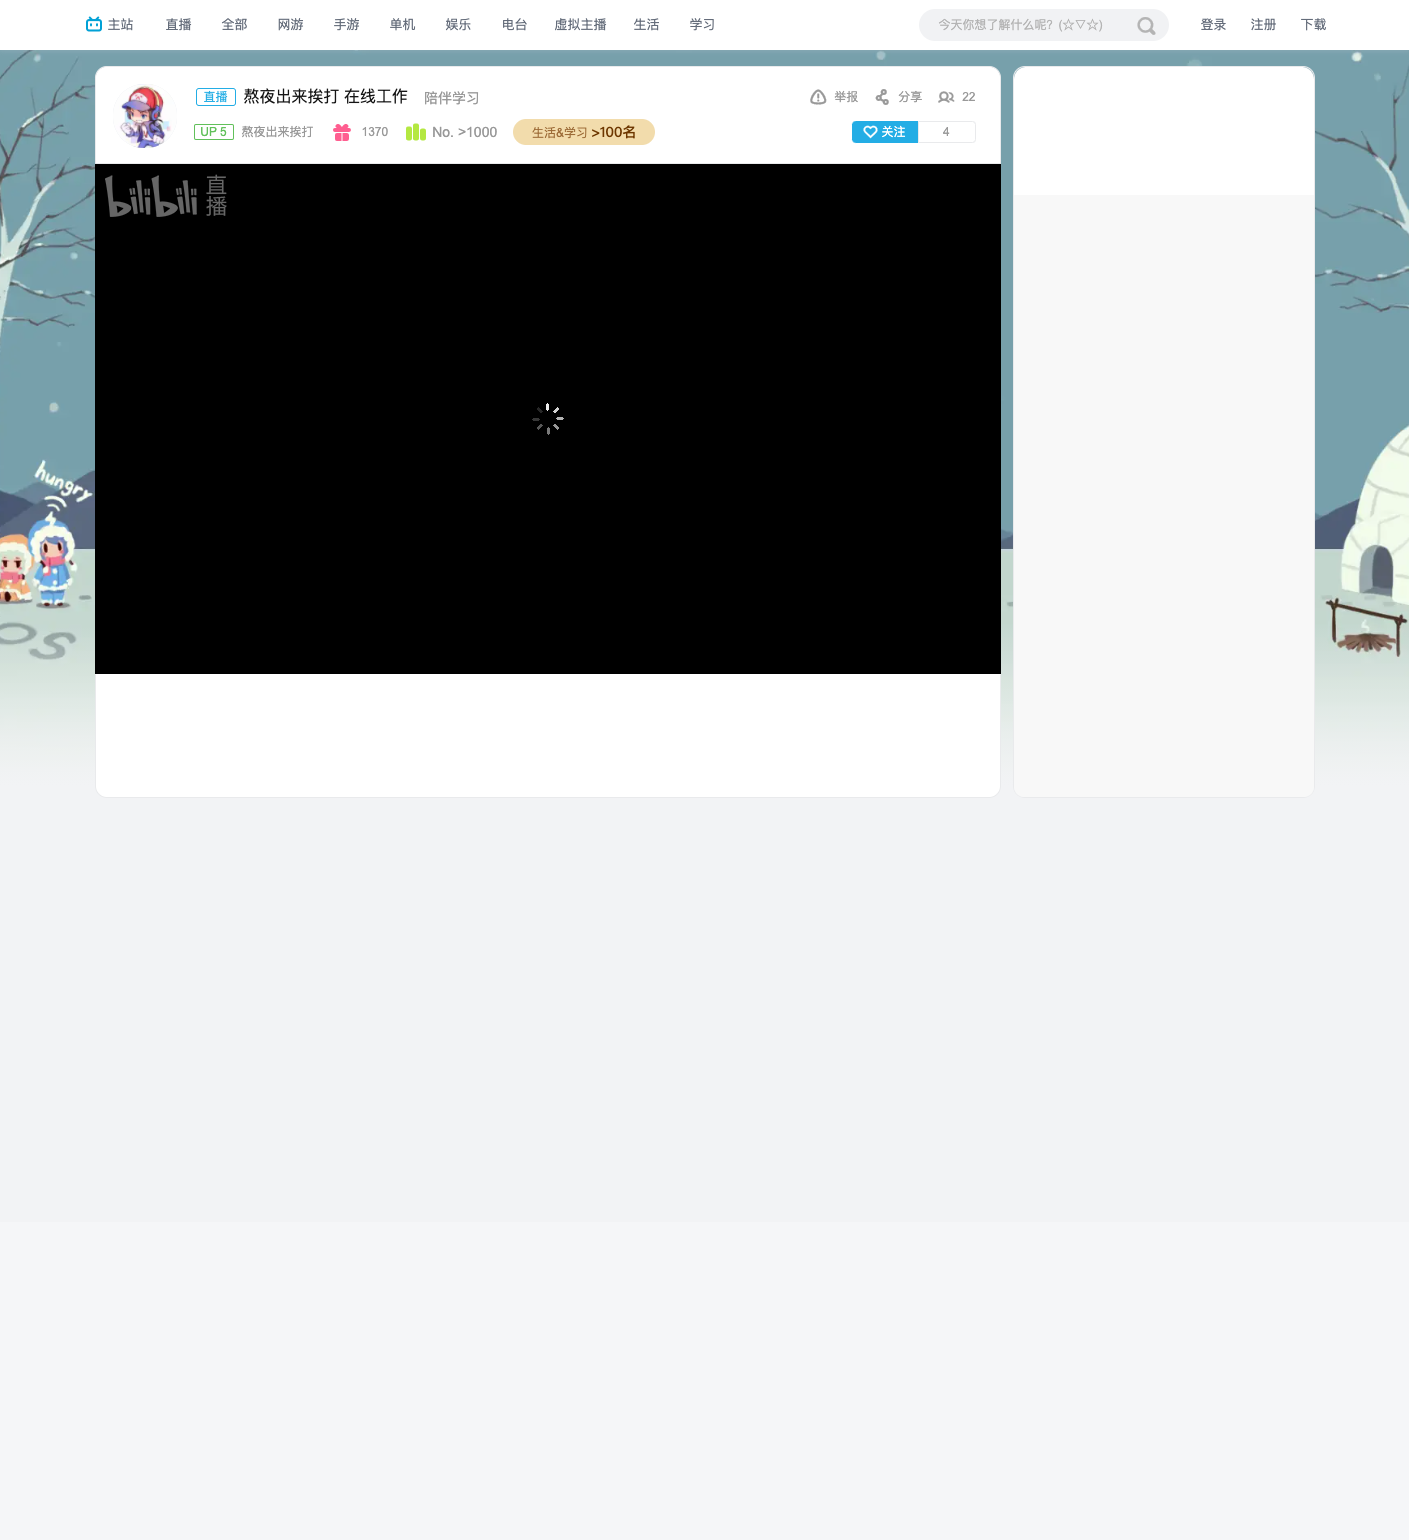 主站 直播 全部 网游 手游 单机 娱乐 电台 虚拟主播 生活 学习 今天你想了解什么呢？(☆▽☆) 登录 注册 下载
直播 熬夜出来挨打 在线工作 陪伴学习 举报 分享 22
UP 5 熬夜出来挨打 1370 No. >1000 生活&学习 >100名 关注 4
bilibili 直播
hungry
OS